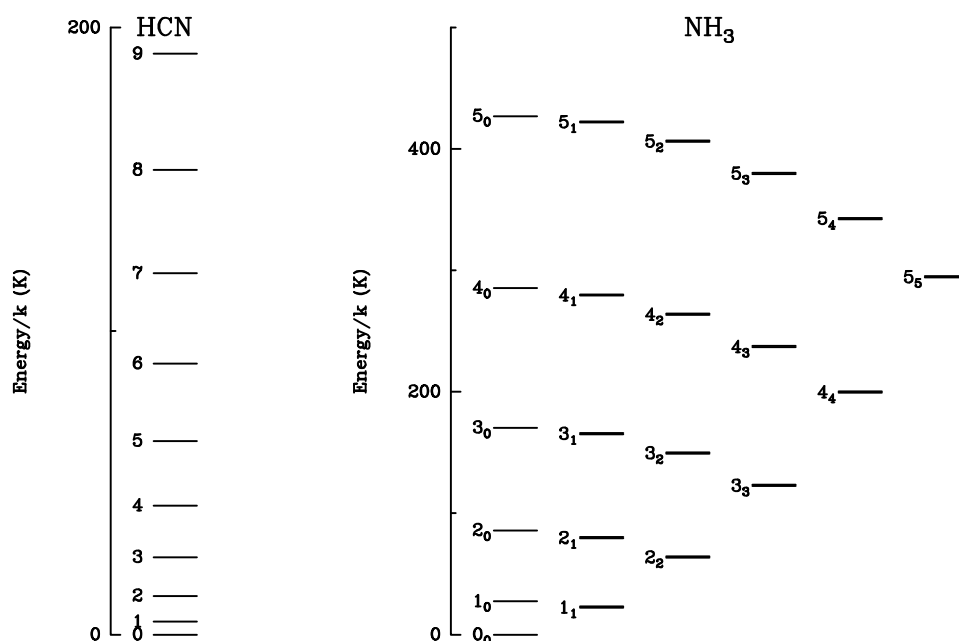 HCN
200
9
8
7
6
5
4
3
2
1
0 0
Energy/k (K)
NH₃
400
200
0
Energy/k (K)
5₀ 5₁ 5₂ 5₃ 5₄ 5₅
4₀ 4₁ 4₂ 4₃ 4₄
3₀ 3₁ 3₂ 3₃
2₀ 2₁ 2₂
1₀ 1₁
0₀